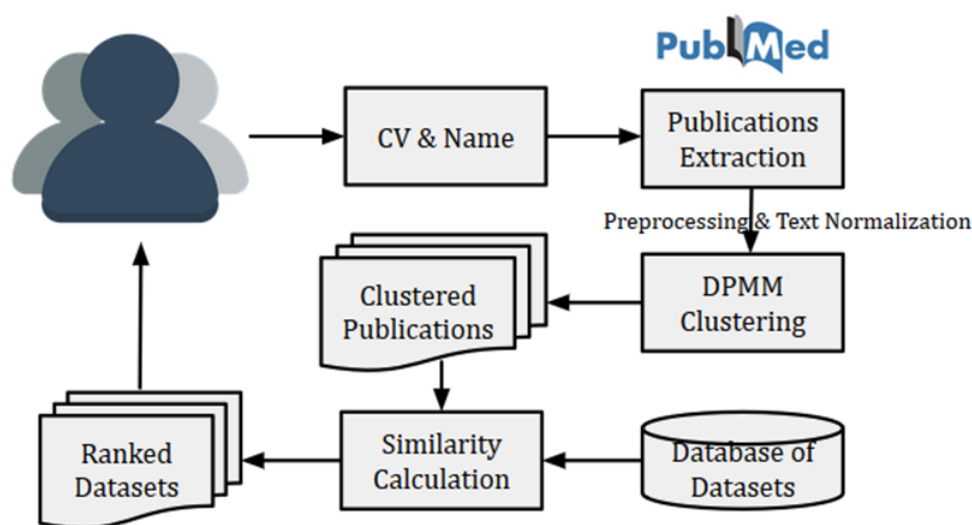 PubMed
CV & Name
Publications
Extraction
Preprocessing & Text Normalization
Clustered
Publications
DPMM
Clustering
Ranked
Datasets
Similarity
Calculation
Database of
Datasets